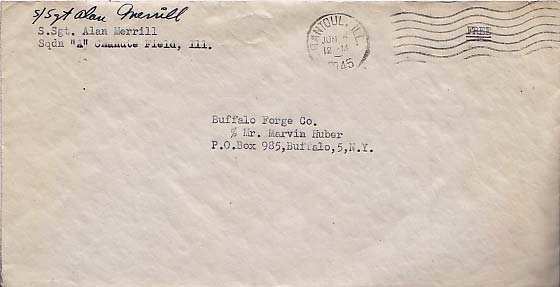 S/Sgt Alan Merrill
S.Sgt. Alan Merrill
Sqdn "A" Chanute Field, Ill.
RANTOUL, ILL.
JUN 4
12 - M
1945
FREE
Buffalo Forge Co.
% Mr. Marvin Huber
P.O.Box 985,Buffalo,5,N.Y.